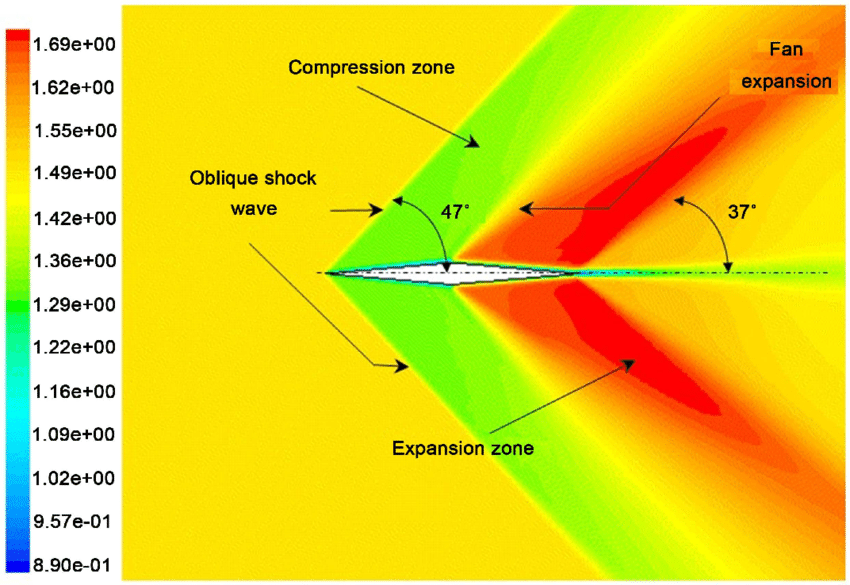 1.69e+00
1.62e+00
1.55e+00
1.49e+00
1.42e+00
1.36e+00
1.29e+00
1.22e+00
1.16e+00
1.09e+00
1.02e+00
9.57e-01
8.90e-01
Compression zone
Fan
expansion
Oblique shock
wave
47°
37°
Expansion zone